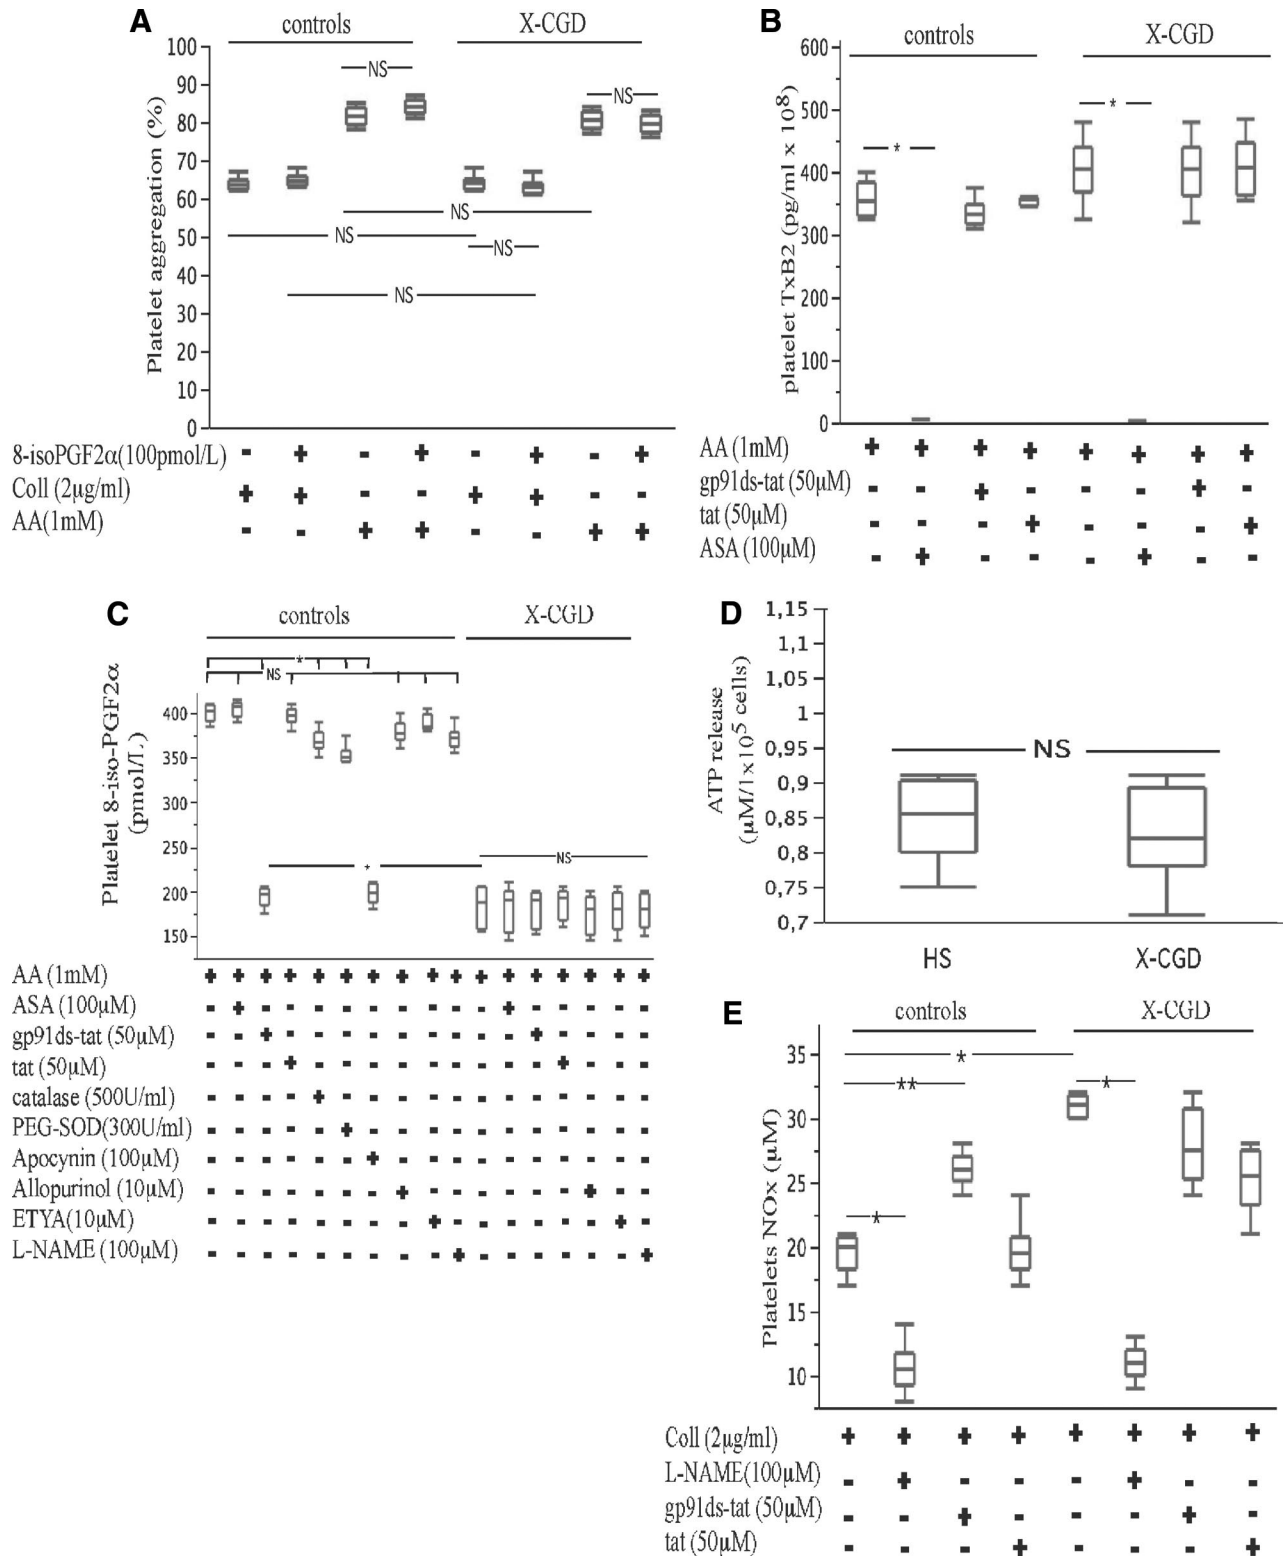 A
controls X-CGD
Platelet aggregation (%)
100
90
80
70
60
50
40
30
20
10
0
NS
NS
NS
NS
NS
NS
8-isoPGF2α(100pmol/L) - + - + - + - +
Coll (2µg/ml) + + - - + + - -
AA(1mM) - - + + - - + +
B
controls X-CGD
platelet TxB2 (pg/ml x 10⁸)
600
500
400
300
200
100
0
*
*
AA (1mM) + + + + + + + +
gp91ds-tat (50µM) - - + - - - + -
tat (50µM) - - - + - - - +
ASA (100µM) - + - - - + - -
C
controls X-CGD
Platelet 8-iso-PGF2α
(pmol/L)
400
350
300
250
200
150
*
NS
*
NS
AA (1mM) + + + + + + + + + + + + + + + + +
ASA (100µM) - + - - - - - - - - - + - - - - -
gp91ds-tat (50µM) - - + - - - - - - - - - + - - - -
tat (50µM) - - - + - - - - - - - - - + - - -
catalase (500U/ml) - - - - + - - - - - - - - - - - -
PEG-SOD(300U/ml) - - - - - + - - - - - - - - - - -
Apocynin (100µM) - - - - - - + - - - - - - - - - -
Allopurinol (10µM) - - - - - - - + - - - - - - + - -
ETYA(10µM) - - - - - - - - + - - - - - - + -
L-NAME (100µM) - - - - - - - - - + - - - - - - +
D
ATP release
(µM/1x10⁵ cells)
1,15
1,1
1,05
1
0,95
0,9
0,85
0,8
0,75
0,7
NS
HS X-CGD
E
controls X-CGD
Platelets NOx (µM)
35
30
25
20
15
10
*
**
*
*
Coll (2µg/ml) + + + + + + + +
L-NAME(100µM) - + - - - + - -
gp91ds-tat (50µM) - - + - - - + -
tat (50µM) - - - + - - - +